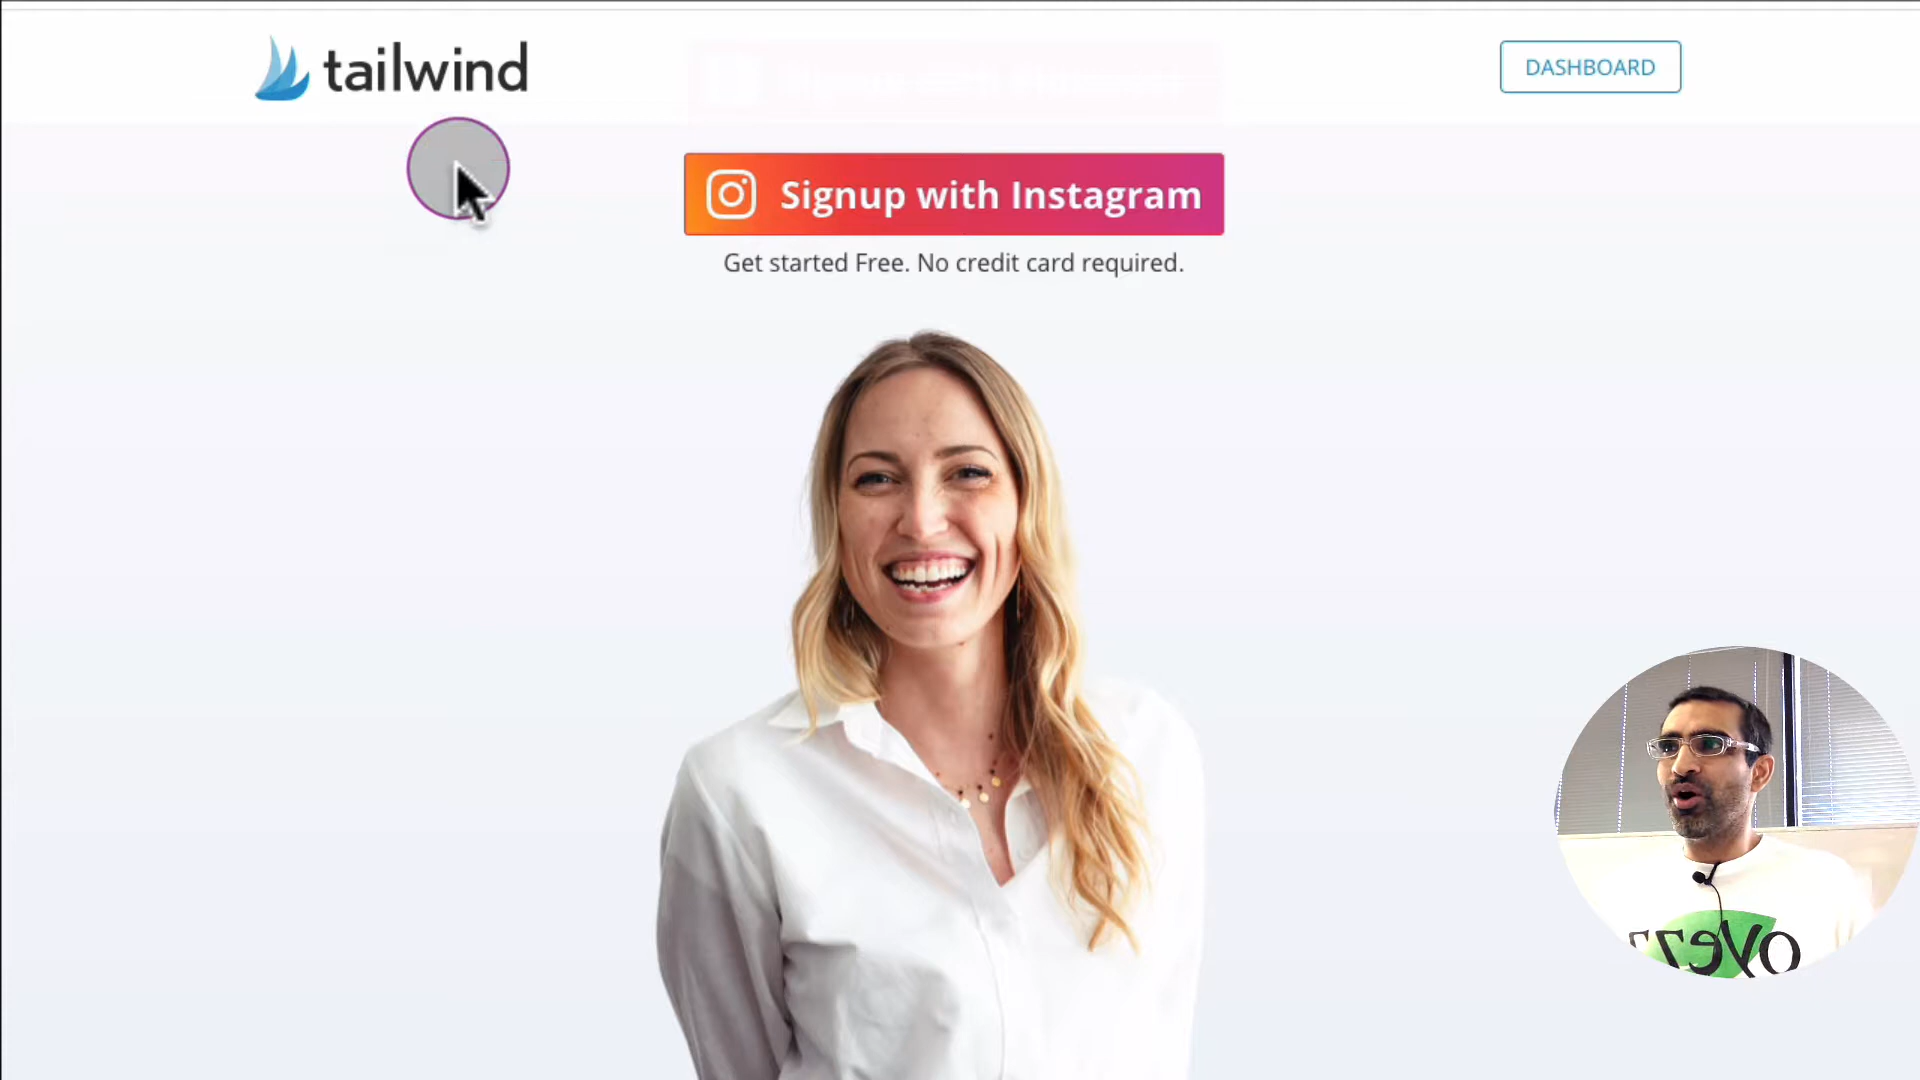 tailwind
DASHBOARD
Signup with Instagram
Get started Free. No credit card required.